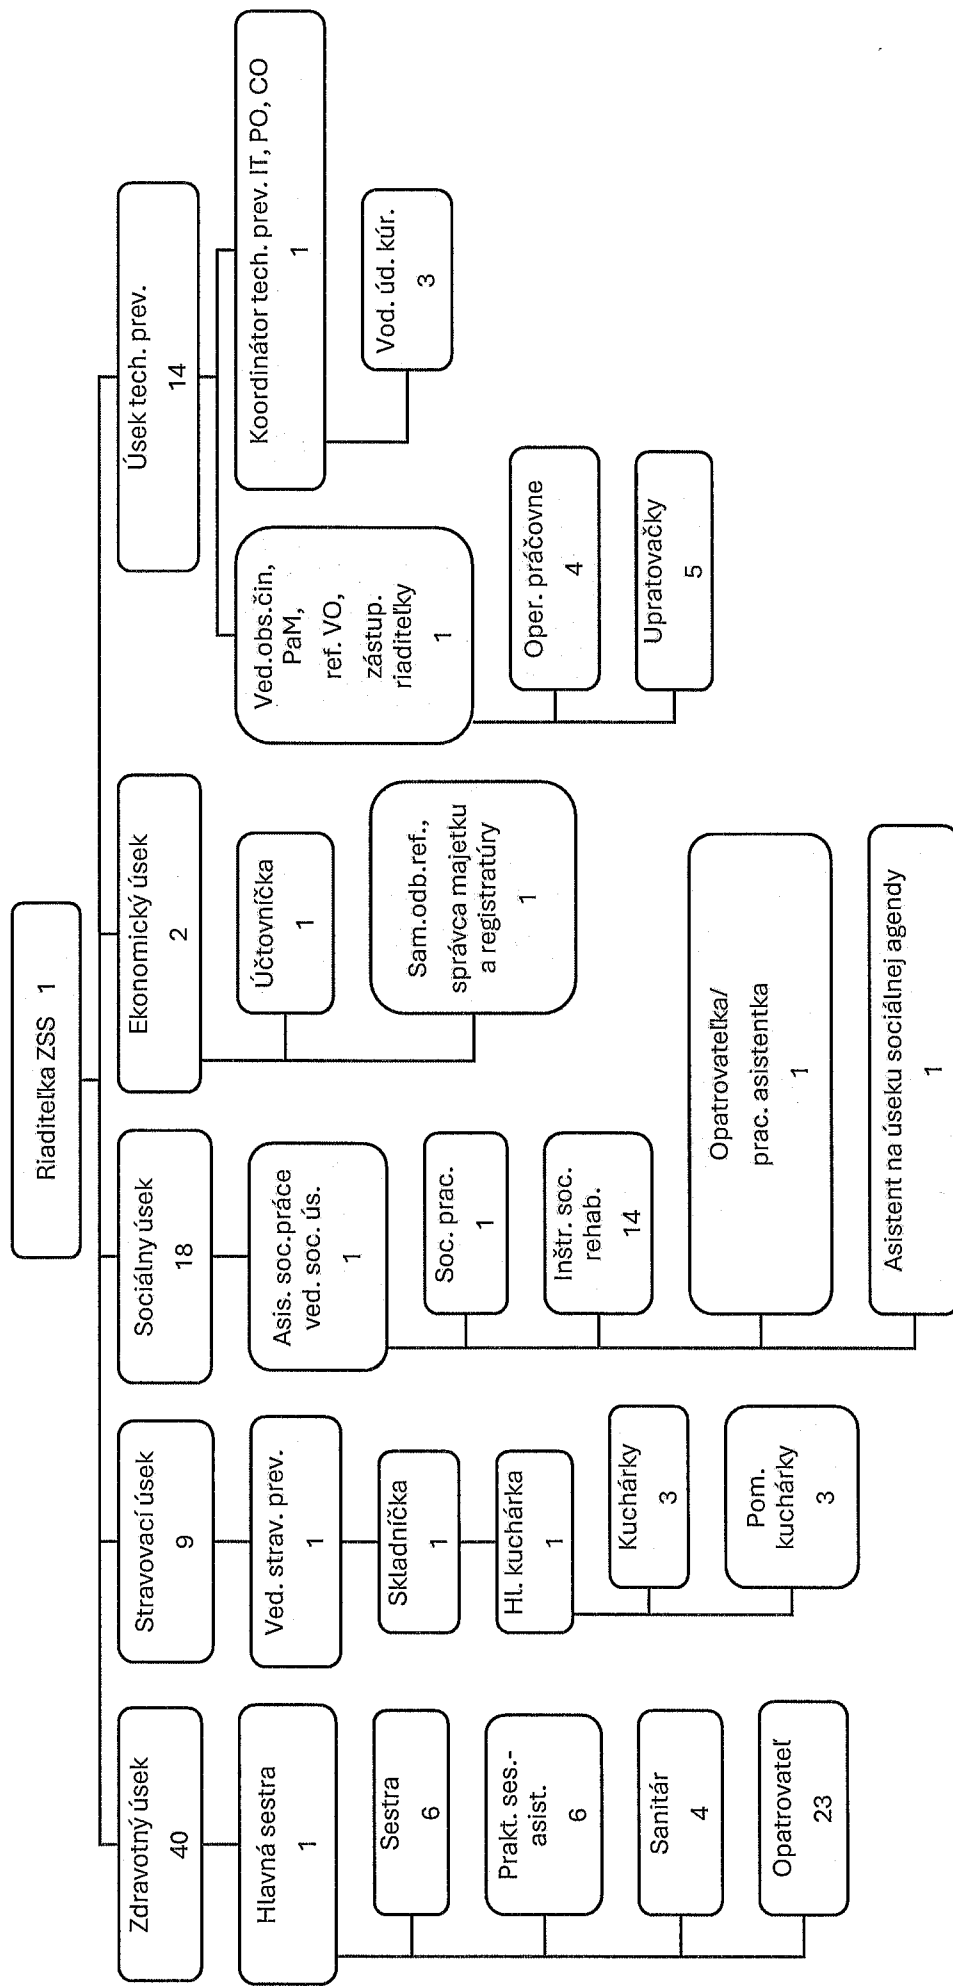 Riaditeľka ZSS 1
Zdravotný úsek
40
Hlavná sestra
1
Sestra
6
Prakt. ses.-
asist.
6
Sanitár
4
Opatrovateľ
23
Stravovací úsek
9
Ved. strav. prev.
1
Skladníčka
1
Hl. kuchárka
1
Kuchárky
3
Pom.
kuchárky
3
Sociálny úsek
18
Asis. soc.práce
ved. soc. ús.
1
Soc. prac.
1
Inštr. soc.
rehab.
14
Opatrovateľka/
prac. asistentka
1
Asistent na úseku sociálnej agendy
1
Ekonomický úsek
2
Účtovníčka
1
Sam.odb.ref.,
správca majetku
a registratúry
1
Úsek tech. prev.
14
Ved.obs.čin,
PaM,
ref. VO,
zástup.
riaditeľky
1
Oper. práčovne
4
Upratovačky
5
Koordinátor tech. prev. IT, PO, CO
1
Vod. úd. kúr.
3